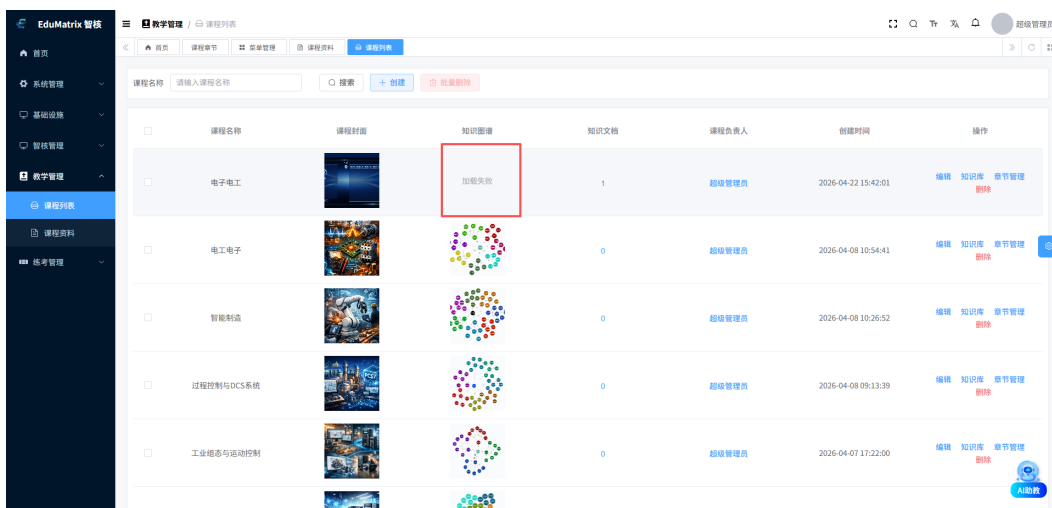 EduMatrix 智核
教学管理 / 课程列表
超级管理员
首页
课程章节
菜单管理
课程资料
课程列表
首页
系统管理
基础设施
智核管理
教学管理
课程列表
课程资料
练考管理
课程名称 请输入课程名称 搜索 + 创建 批量删除
课程名称 课程封面 知识图谱 知识文档 课程负责人 创建时间 操作
电子电工 加载失败 1 超级管理员 2026-04-22 15:42:01 编辑 知识库 章节管理
删除
电工电子 0 超级管理员 2026-04-08 10:54:41 编辑 知识库 章节管理
删除
智能制造 0 超级管理员 2026-04-08 10:26:52 编辑 知识库 章节管理
删除
过程控制与DCS系统 0 超级管理员 2026-04-08 09:13:39 编辑 知识库 章节管理
删除
工业组态与运动控制 0 超级管理员 2026-04-07 17:22:00 编辑 知识库 章节管理
删除
AI助教